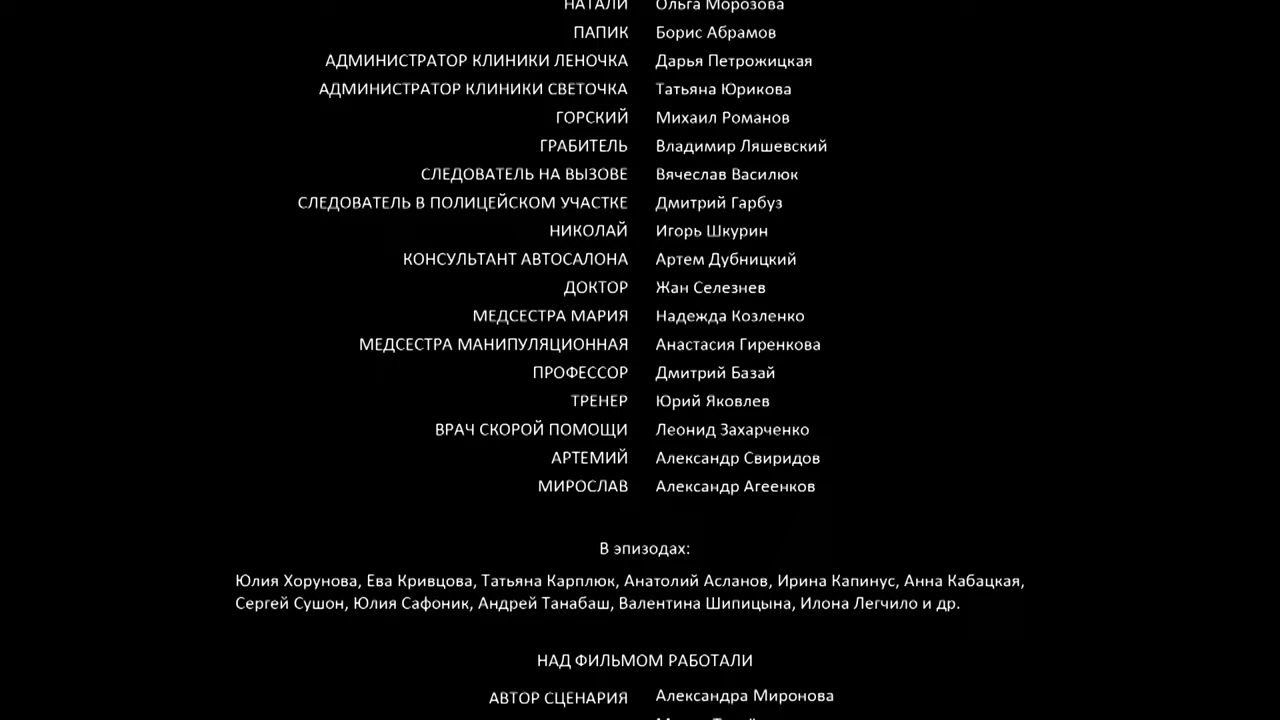 НАТАЛИ Ольга Морозова
ПАПИК Борис Абрамов
АДМИНИСТРАТОР КЛИНИКИ ЛЕНОЧКА Дарья Петрожицкая
АДМИНИСТРАТОР КЛИНИКИ СВЕТОЧКА Татьяна Юрикова
ГОРСКИЙ Михаил Романов
ГРАБИТЕЛЬ Владимир Ляшевский
СЛЕДОВАТЕЛЬ НА ВЫЗОВЕ Вячеслав Василюк
СЛЕДОВАТЕЛЬ В ПОЛИЦЕЙСКОМ УЧАСТКЕ Дмитрий Гарбуз
НИКОЛАЙ Игорь Шкурин
КОНСУЛЬТАНТ АВТОСАЛОНА Артем Дубницкий
ДОКТОР Жан Селезнев
МЕДСЕСТРА МАРИЯ Надежда Козленко
МЕДСЕСТРА МАНИПУЛЯЦИОННАЯ Анастасия Гиренкова
ПРОФЕССОР Дмитрий Базай
ТРЕНЕР Юрий Яковлев
ВРАЧ СКОРОЙ ПОМОЩИ Леонид Захарченко
АРТЕМИЙ Александр Свиридов
МИРОСЛАВ Александр Агеенков
В эпизодах:
Юлия Хорунова, Ева Кривцова, Татьяна Карплюк, Анатолий Асланов, Ирина Капинус, Анна Кабацкая,
Сергей Сушон, Юлия Сафоник, Андрей Танабаш, Валентина Шипицына, Илона Легчило и др.
НАД ФИЛЬМОМ РАБОТАЛИ
АВТОР СЦЕНАРИЯ Александра Миронова